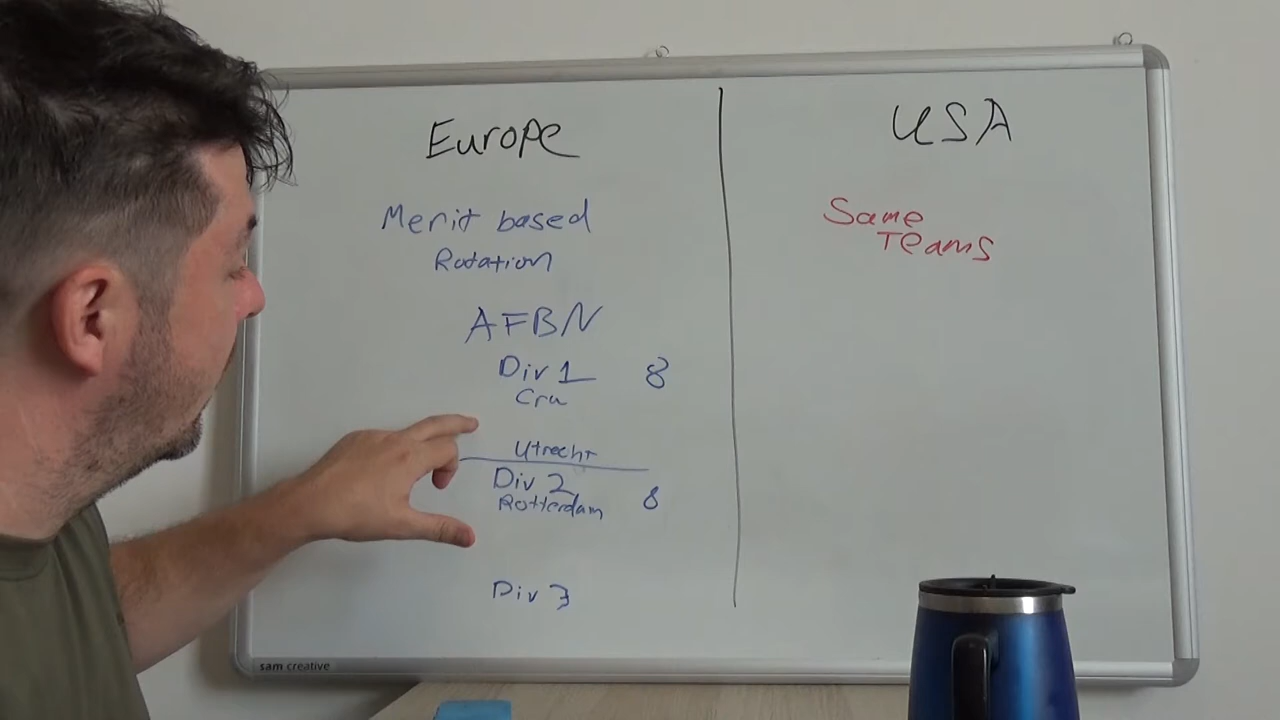 Europe
Merit based
Rotation
AFBN
Div 1 8
Cru
Utrecht
Div 2
Rotterdam 8
Div 3
USA
Same
Teams
sam creative